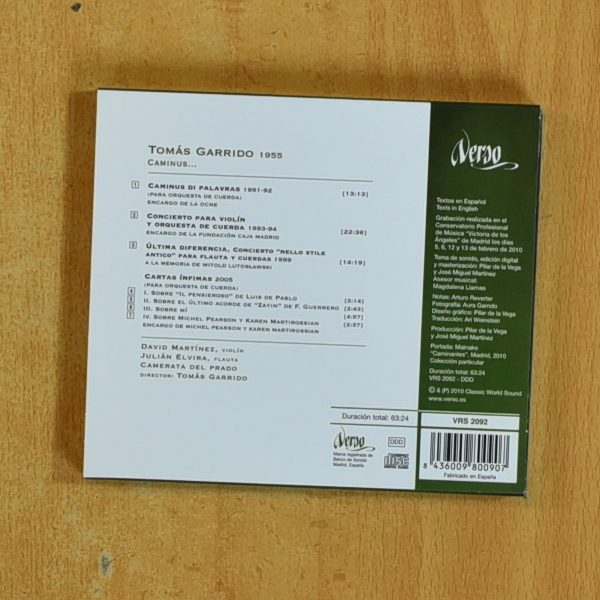 Tomás Garrido 1955
Caminus...
1 Caminus di palavras 1991-92 [13:13]
(para orquesta de cuerda)
encargo de la OCNE
2 Concierto para violín
y orquesta de cuerda 1993-94 [22:36]
encargo de la Fundación Caja Madrid
3 Última diferencia, Concierto "nello stile
antico" para flauta y cuerdas 1999 [14:19]
a la memoria de Witold Lutosławski
Cartas ínfimas 2005
(para orquesta de cuerda)
4 I. Sobre "Il pensieroso" de Luis de Pablo [2:14]
5 II. Sobre el último acorde de "Zayin" de F. Guerrero [2:43]
6 III. Sobre mí [4:57]
7 IV. Sobre Michel Pearson y Karen Martirossian [2:37]
encargo de Michel Pearson y Karen Martirossian
David Martínez, violín
Julián Elvira, flauta
Camerata del Prado
director: Tomás Garrido
Verso
Textos en Español
Texts in English
Grabación realizada en el
Conservatorio Profesional
de Música "Victoria de los
Ángeles" de Madrid los días
5, 6, 12 y 13 de febrero de 2010
Toma de sonido, edición digital
y masterización: Pilar de la Vega
y José Miguel Martínez
Asesor musical:
Magdalena Llamas
Notas: Arturo Reverter
Fotografía: Aura Garrido
Diseño gráfico: Pilar de la Vega
Traducción: Ari Weinstein
Producción: Pilar de la Vega
y José Miguel Martínez
Portada: Mainake
"Caminantes". Madrid, 2010
Colección particular
Duración total: 63:24
VRS 2092 - DDD
© & (P) 2010 Classic World Sound
www.verso.es
Duración total: 63:24
VRS 2092
Verso
Marca registrada de
Banco de Sonido
Madrid, España
DDD
COMPACT disc DIGITAL AUDIO
8 436009 800907
Fabricado en España